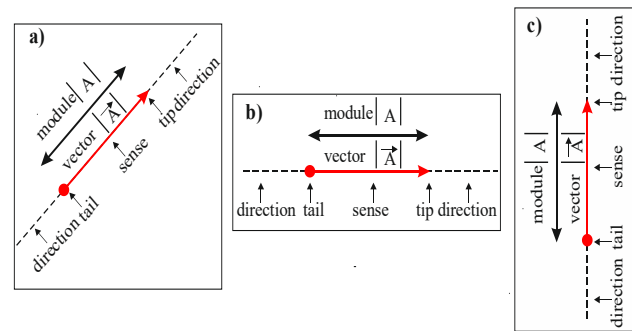 a)
module |A|
vector |A⃗|
sense
tip direction
direction tail
b)
module |A|
vector |A⃗|
direction tail sense tip direction
c)
module |A|
vector |A⃗|
direction tail sense tip direction